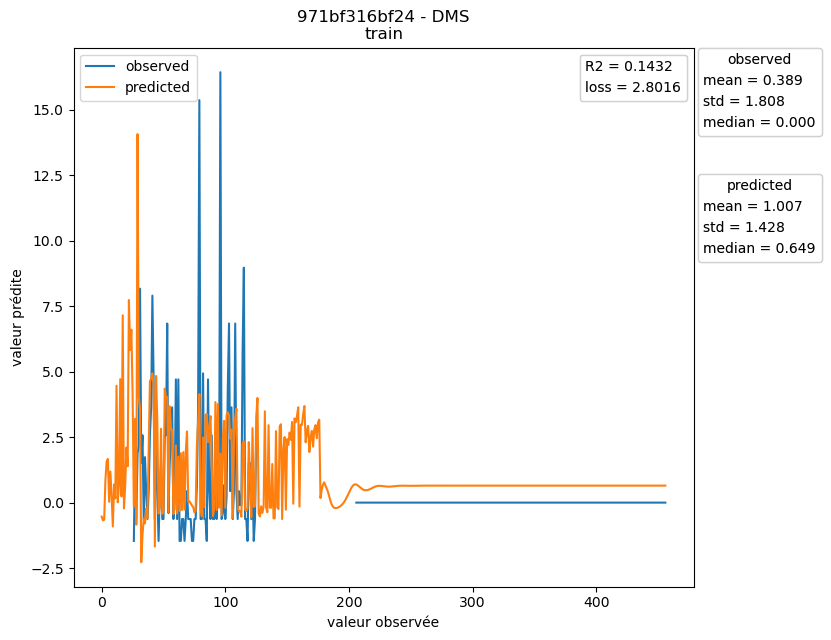 971bf316bf24 - DMS
train
observed
predicted
R2 = 0.1432
loss = 2.8016
observed
mean = 0.389
std = 1.808
median = 0.000
predicted
mean = 1.007
std = 1.428
median = 0.649
valeur prédite
15.0
12.5
10.0
7.5
5.0
2.5
0.0
−2.5
0
100
200
300
400
valeur observée